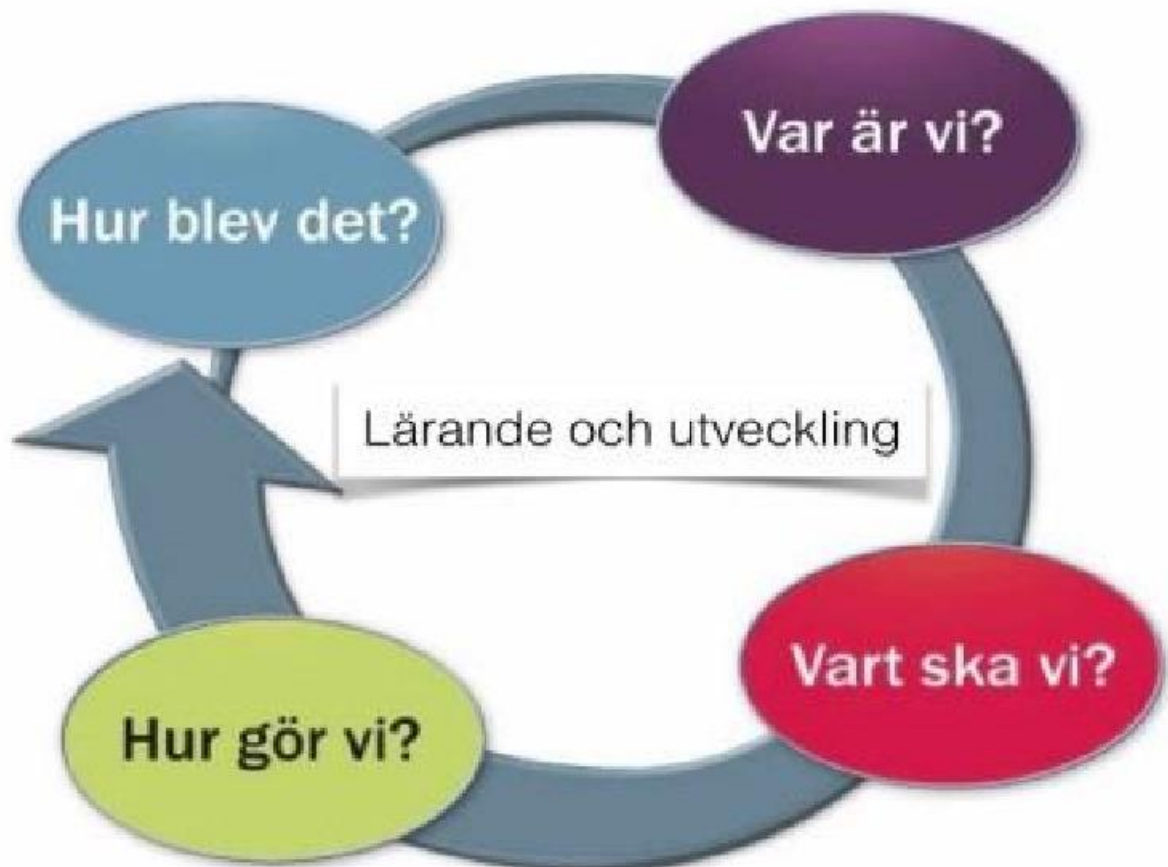 Var är vi?
Hur blev det?
Lärande och utveckling
Vart ska vi?
Hur gör vi?